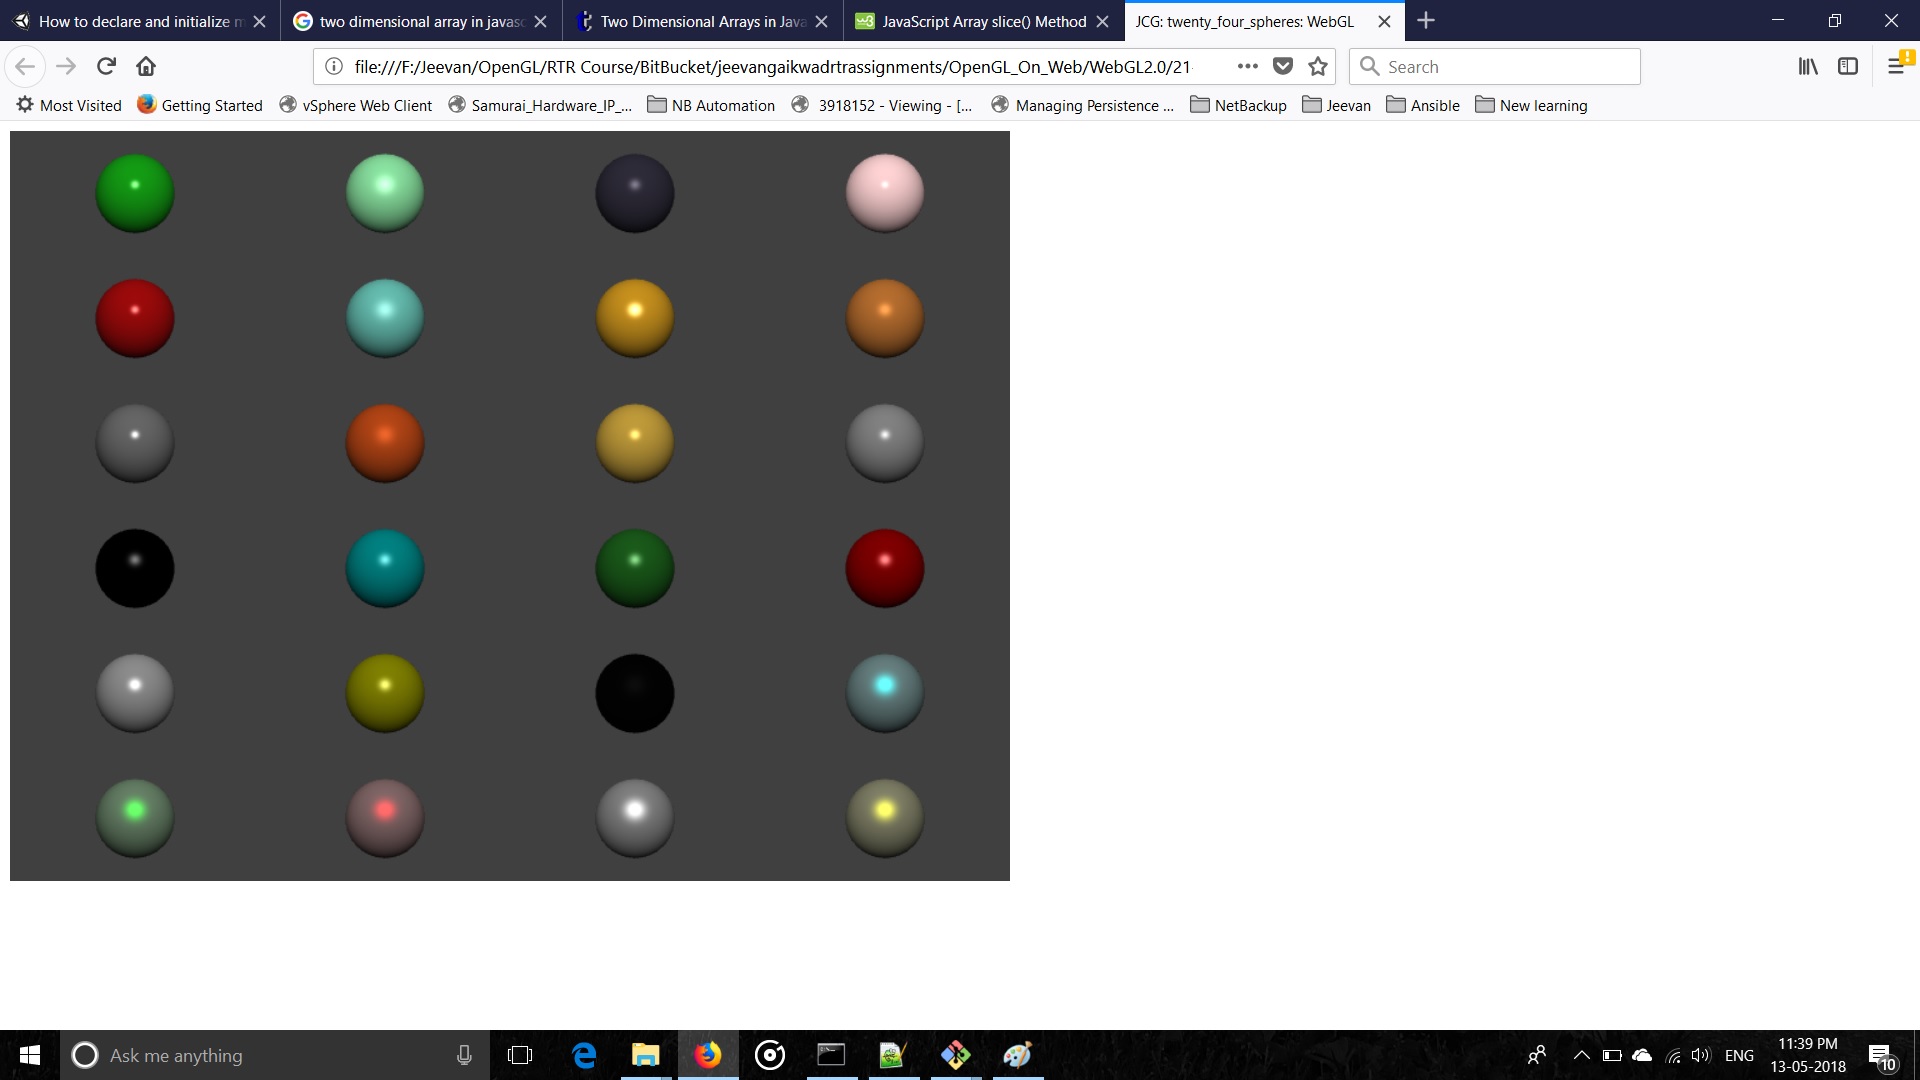 How to declare and initialize m
two dimensional array in javasc
Two Dimensional Arrays in Java
JavaScript Array slice() Method
JCG: twenty_four_spheres: WebGL
file:///F:/Jeevan/OpenGL/RTR Course/BitBucket/jeevangaikwadrtrassignments/OpenGL_On_Web/WebGL2.0/21-
Search
Most Visited
Getting Started
vSphere Web Client
Samurai_Hardware_IP_...
NB Automation
3918152 - Viewing - [...
Managing Persistence ...
NetBackup
Jeevan
Ansible
New learning
Ask me anything
ENG
11:39 PM
13-05-2018
10